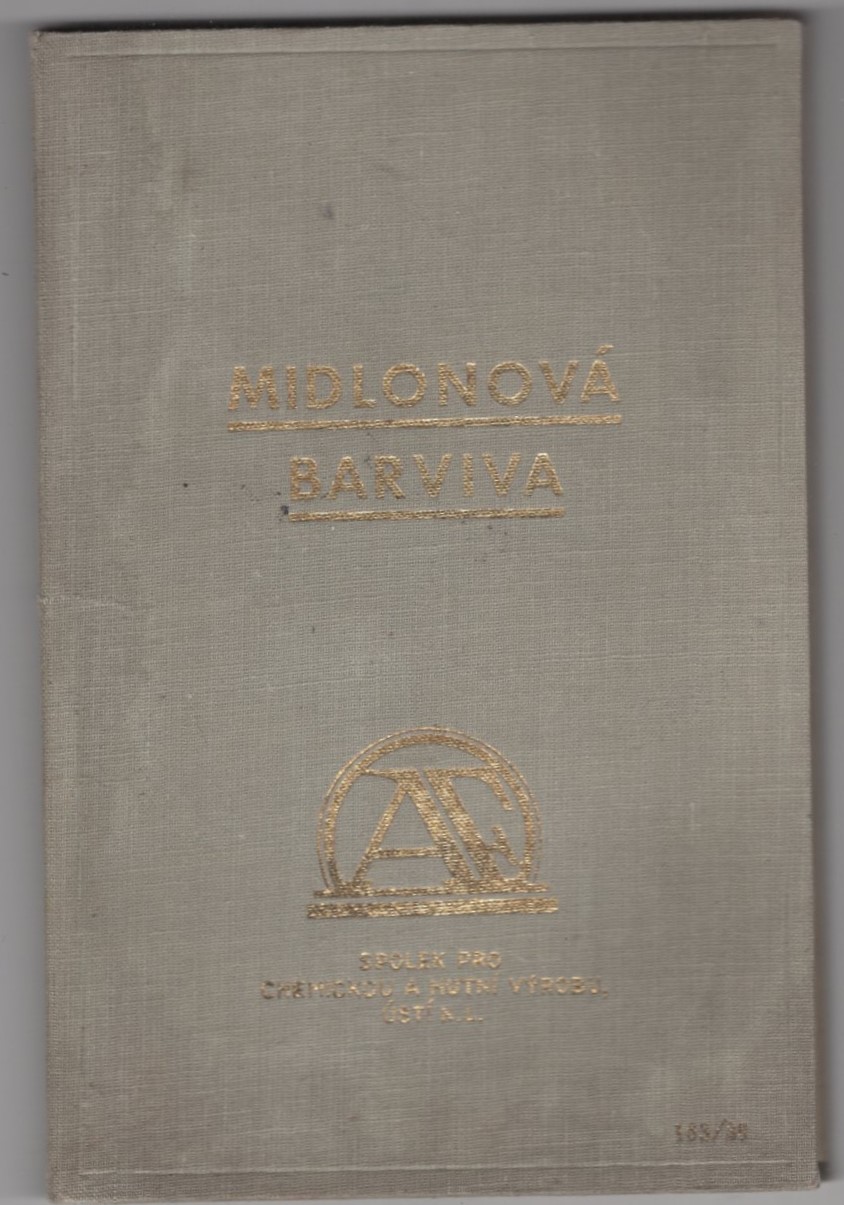 MIDLONOVÁ
BARVIVA
SPOLEK PRO
CHEMICKOU A HUTNÍ VÝROBU,
ÚSTÍ N.L.